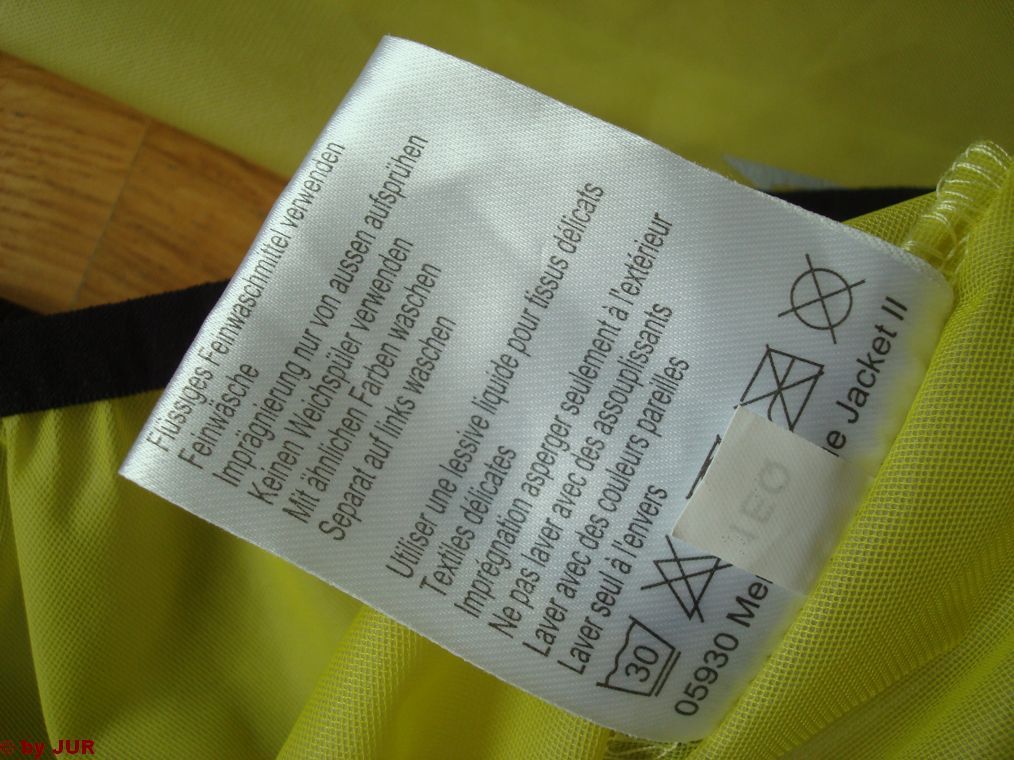 Flüssiges Feinwaschmittel verwenden
Feinwäsche
Imprägnierung nur von aussen aufsprühen
Keinen Weichspüler verwenden
Mit ähnlichen Farben waschen
Separat auf links waschen
Utiliser une lessive liquide pour tissus délicats
Textiles délicates
Imprégnation asperger seulement à l'extérieur
Ne pas laver avec des assouplissants
Laver avec des couleurs pareilles
Laver seul à l'envers
30
05930 Me Jacket II
© by JUR